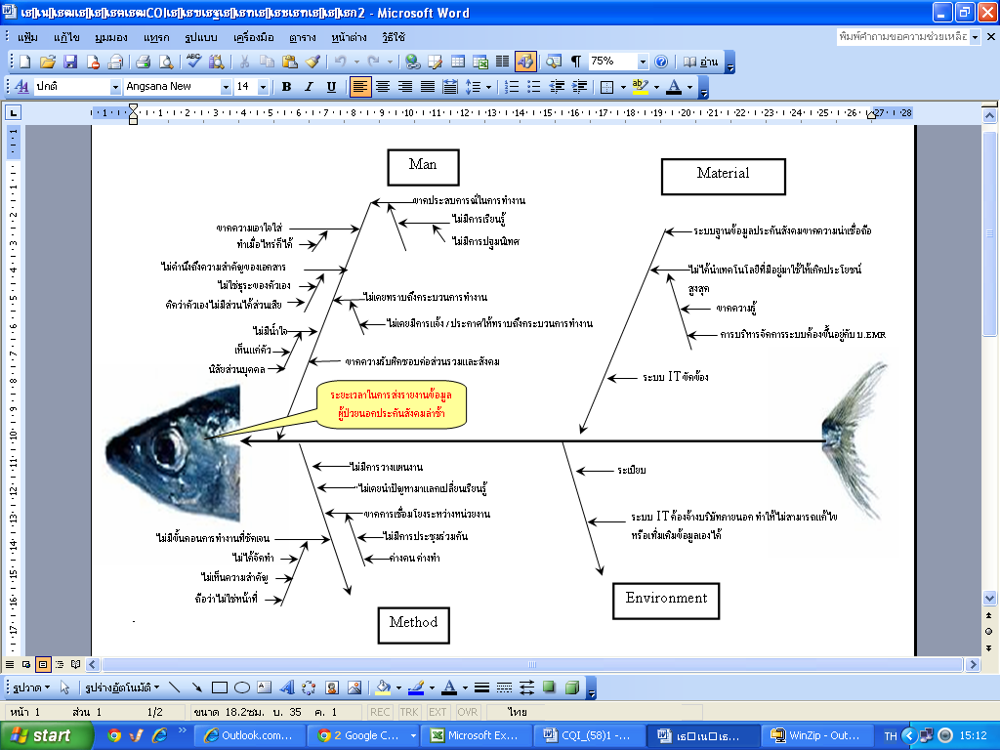 Microsoft Word
แฟ้ม แก้ไข มุมมอง แทรก รูปแบบ เครื่องมือ ตาราง หน้าต่าง วิธีใช้
พิมพ์คำถามขอความช่วยเหลือ
75% อ่าน
ปกติ Angsana New 14 B I U
Man
Material
ขาดประสบการณ์ในการทำงาน
ไม่มีการเรียนรู้
ไม่มีการปฐมนิเทศ
ขาดความเอาใจใส่
ทำเมื่อไหร่ก็ได้
ไม่คำนึงถึงความสำคัญของเอกสาร
ไม่ใช่ธุระของตัวเอง
คิดว่าตัวเองไม่มีส่วนได้ส่วนเสีย
ไม่เคยทราบถึงกระบวนการทำงาน
ไม่เคยมีการแจ้ง / ประกาศให้ทราบถึงกระบวนการทำงาน
ไม่มีน้ำใจ
เห็นแก่ตัว
นิสัยส่วนบุคคล
ขาดความรับผิดชอบต่อส่วนรวมและสังคม
ระบบฐานข้อมูลประกันสังคมขาดความน่าเชื่อถือ
ไม่ได้นำเทคโนโลยีที่มีอยู่มาใช้ให้เกิดประโยชน์
สูงสุด
ขาดความรู้
การบริหารจัดการระบบต้องขึ้นอยู่กับ บ.EMR
ระบบ IT ขัดข้อง
ระยะเวลาในการส่งรายงานข้อมูล
ผู้ป่วยนอกประกันสังคมล่าช้า
ไม่มีการวางแผนงาน
ไม่เคยนำปัญหามาแลกเปลี่ยนเรียนรู้
ขาดการเชื่อมโยงระหว่างหน่วยงาน
ไม่มีการประชุมร่วมกัน
ต่างคน ต่างทำ
ไม่มีขั้นตอนการทำงานที่ชัดเจน
ไม่ได้จัดทำ
ไม่เห็นความสำคัญ
ถือว่าไม่ใช่หน้าที่
ระเบียบ
ระบบ IT ต้องจ้างบริษัทภายนอก ทำให้ไม่สามารถแก้ไข
หรือเพิ่มเติมข้อมูลเองได้
Method
Environment
รูปวาด รูปร่างอัตโนมัติ
หน้า 1 ส่วน 1 1/2 ขนาด 18.2ซม. บ. 35 ค. 1 REC TRK EXT OVR ไทย
start Outlook.com... 2 Google C... Microsoft Ex... CQI_(58)1 -... WinZip - Out... TH 15:12